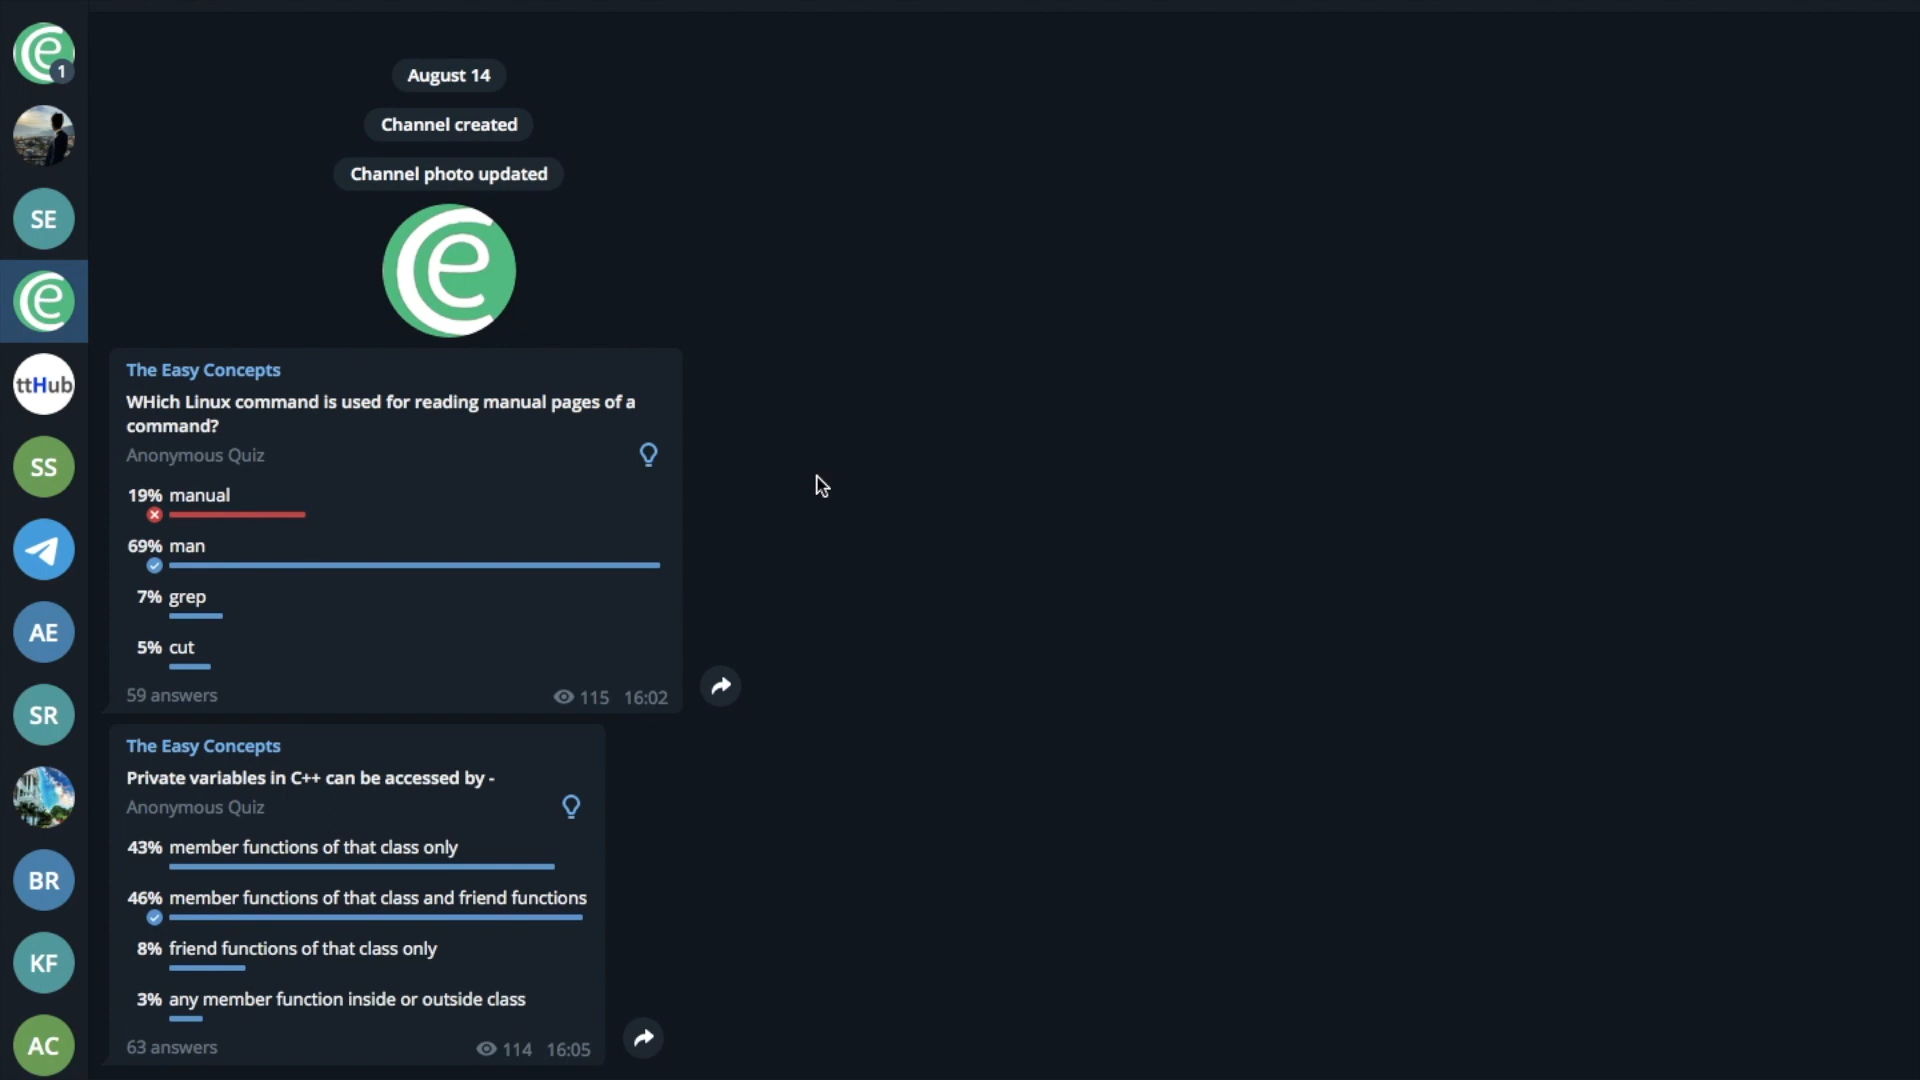 1
SE
ttHub
SS
AE
SR
BR
KF
AC
August 14
Channel created
Channel photo updated
The Easy Concepts
WHich Linux command is used for reading manual pages of a
command?
Anonymous Quiz
19% manual
69% man
7% grep
5% cut
59 answers
115 16:02
The Easy Concepts
Private variables in C++ can be accessed by -
Anonymous Quiz
43% member functions of that class only
46% member functions of that class and friend functions
8% friend functions of that class only
3% any member function inside or outside class
63 answers
114 16:05